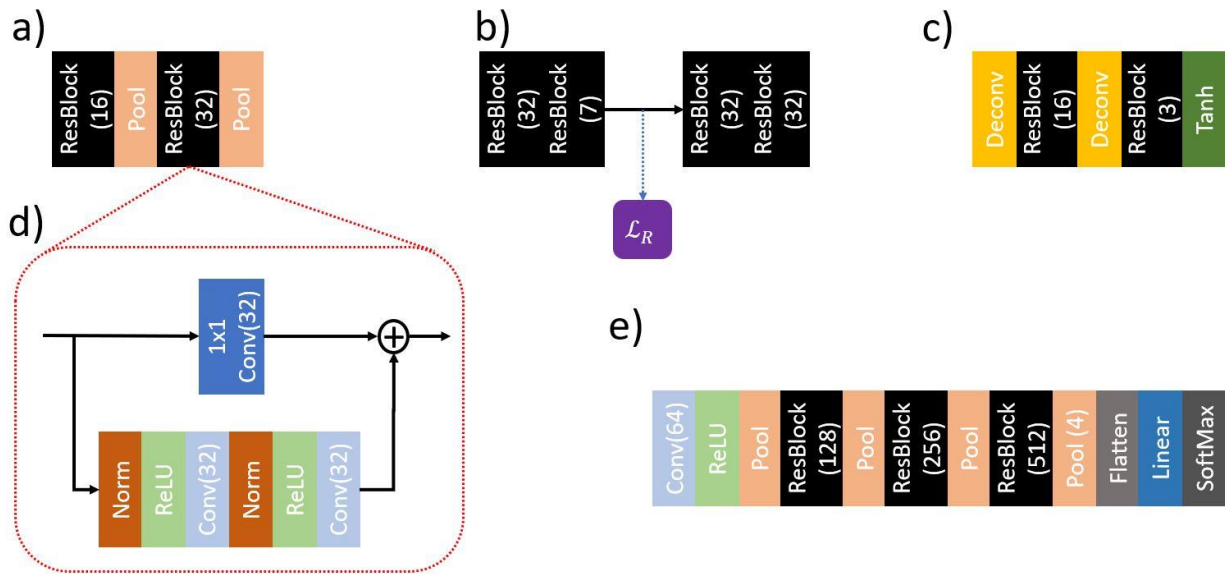 a)
ResBlock
(16)
Pool
ResBlock
(32)
Pool
b)
ResBlock
(32)
ResBlock
(7)
ResBlock
(32)
ResBlock
(32)
ℒ_R
c)
Deconv
ResBlock
(16)
Deconv
ResBlock
(3)
Tanh
d)
1x1
Conv(32)
+
Norm
ReLU
Conv(32)
Norm
ReLU
Conv(32)
e)
Conv(64)
ReLU
Pool
ResBlock
(128)
Pool
ResBlock
(256)
Pool
ResBlock
(512)
Pool (4)
Flatten
Linear
SoftMax